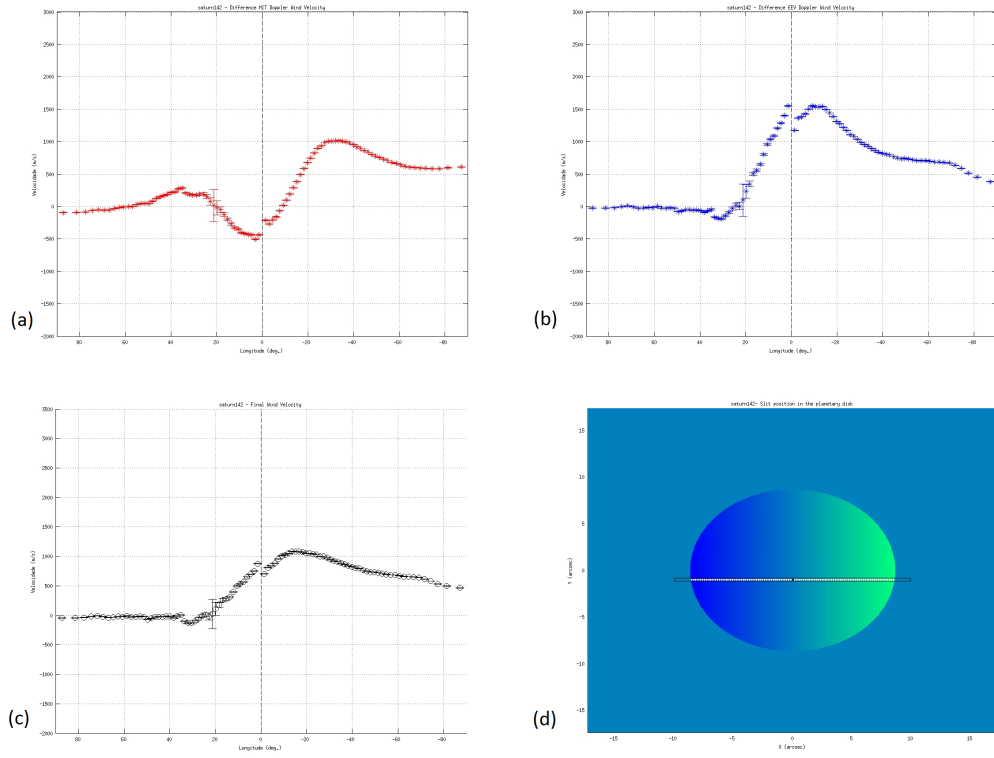 saturn142 - Difference MIT Doppler Wind Velocity
3000
2500
2000
1500
1000
500
0
-500
-1000
-1500
-2000
Velocidade (m/s)
80 60 40 20 0 -20 -40 -60 -80
Longitude (deg.)
(a)
saturn142 - Difference EEV Doppler Wind Velocity
3000
2500
2000
1500
1000
500
0
-500
-1000
-1500
-2000
Velocidade (m/s)
80 60 40 20 0 -20 -40 -60 -80
Longitude (deg.)
(b)
saturn142 - Final Wind Velocity
3500
3000
2500
2000
1500
1000
500
0
-500
-1000
-1500
-2000
Velocidade (m/s)
80 60 40 20 0 -20 -40 -60 -80
Longitude (deg.)
(c)
saturn142- Slit position in the planetary disk
15
10
5
0
-5
-10
-15
Y (arcsec)
-15 -10 -5 0 5 10 15
X (arcsec)
(d)